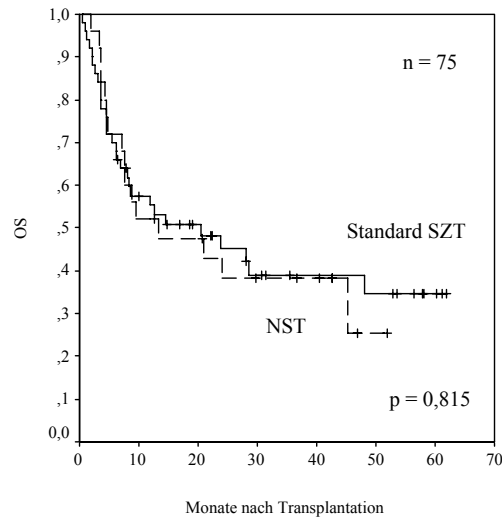 1,0
,9
n = 75
,8
,7
,6
OS
,5
Standard SZT
,4
NST
,3
,2
,1
p = 0,815
0,0
0 10 20 30 40 50 60 70
Monate nach Transplantation